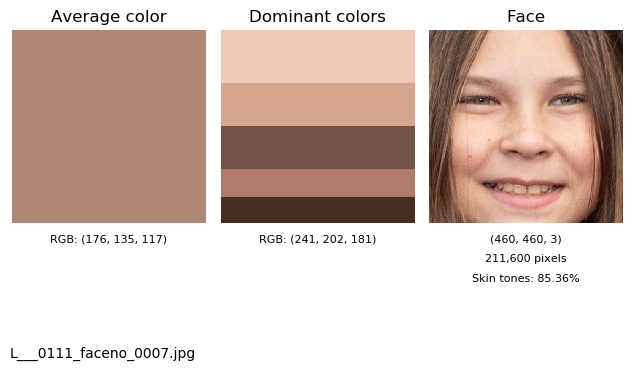 Average color
Dominant colors
Face
RGB: (176, 135, 117)
RGB: (241, 202, 181)
(460, 460, 3)
211,600 pixels
Skin tones: 85.36%
L___0111_faceno_0007.jpg